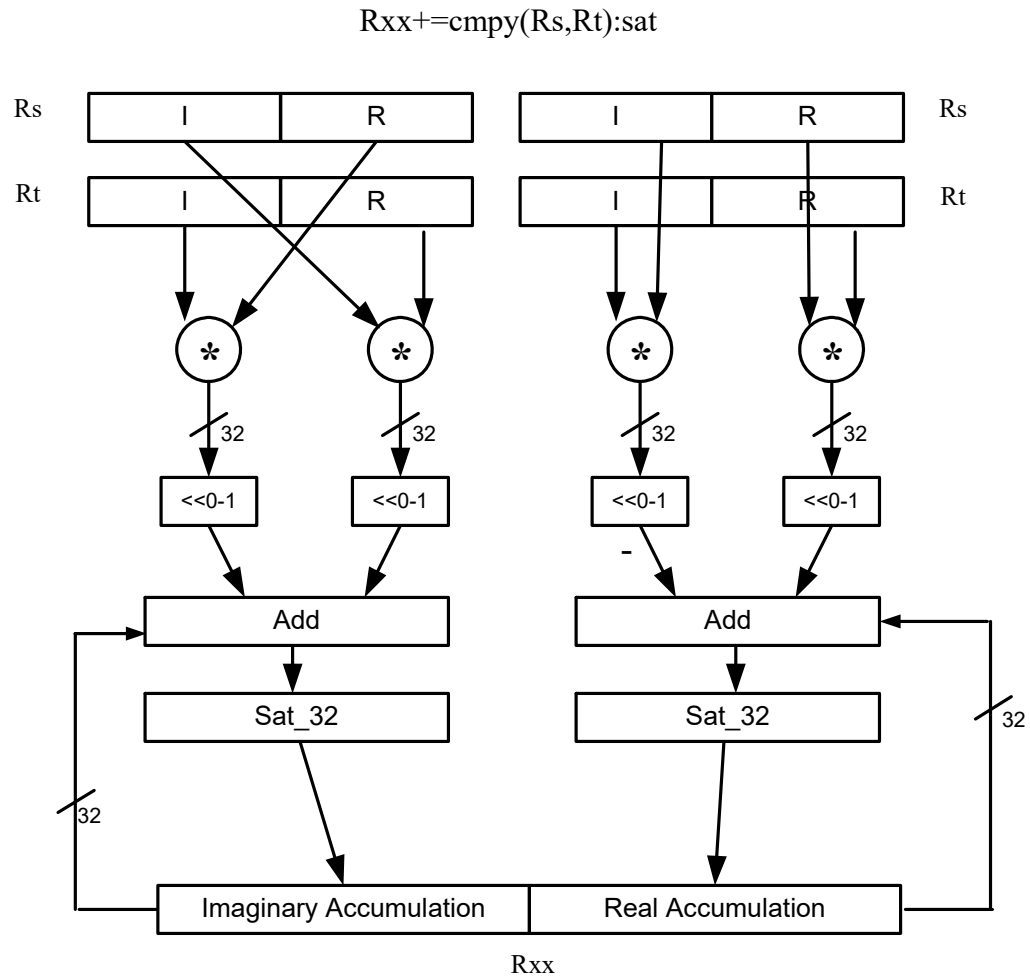 Rxx+=cmpy(Rs,Rt):sat
Rs I R I R Rs
Rt I R I R Rt
* * * *
32 32 32 32
<<0-1 <<0-1 <<0-1 <<0-1
-
Add Add
Sat_32 Sat_32
32
32
Imaginary Accumulation Real Accumulation
Rxx